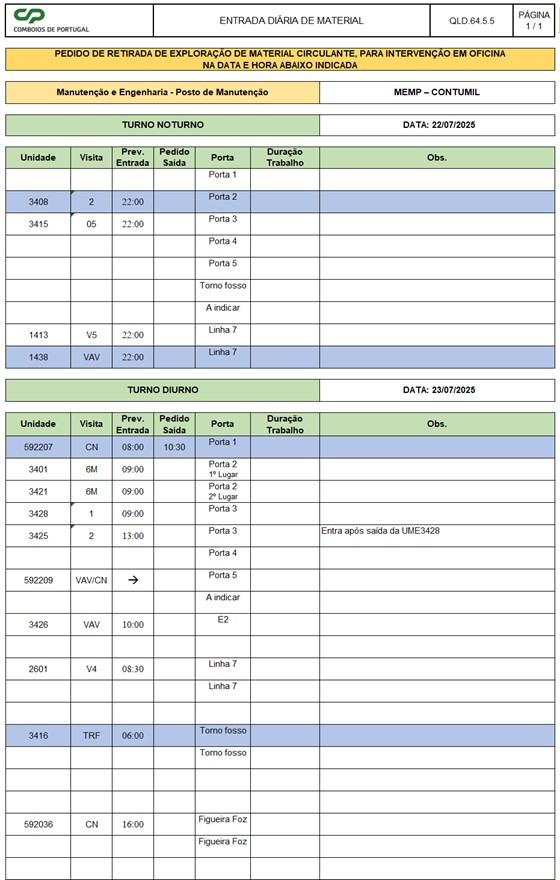 CP
COMBOIOS DE PORTUGAL
ENTRADA DIÁRIA DE MATERIAL
QLD.64.5.5
PÁGINA
1 / 1
PEDIDO DE RETIRADA DE EXPLORAÇÃO DE MATERIAL CIRCULANTE, PARA INTERVENÇÃO EM OFICINA
NA DATA E HORA ABAIXO INDICADA
Manutenção e Engenharia - Posto de Manutenção
MEMP – CONTUMIL
TURNO NOTURNO
DATA: 22/07/2025
Unidade Visita Prev. Entrada Pedido Saída Porta Duração Trabalho Obs.
Porta 1
3408 2 22:00 Porta 2
3415 05 22:00 Porta 3
Porta 4
Porta 5
Torno fosso
A indicar
1413 V5 22:00 Linha 7
1438 VAV 22:00 Linha 7
TURNO DIURNO
DATA: 23/07/2025
Unidade Visita Prev. Entrada Pedido Saída Porta Duração Trabalho Obs.
592207 CN 08:00 10:30 Porta 1
3401 6M 09:00 Porta 2 1º Lugar
3421 6M 09:00 Porta 2 2º Lugar
3428 1 09:00 Porta 3
3425 2 13:00 Porta 3 Entra após saída da UME3428
Porta 4
592209 VAV/CN → Porta 5
A indicar
3426 VAV 10:00 E2
2601 V4 08:30 Linha 7
Linha 7
3416 TRF 06:00 Torno fosso
Torno fosso
592036 CN 16:00 Figueira Foz
Figueira Foz